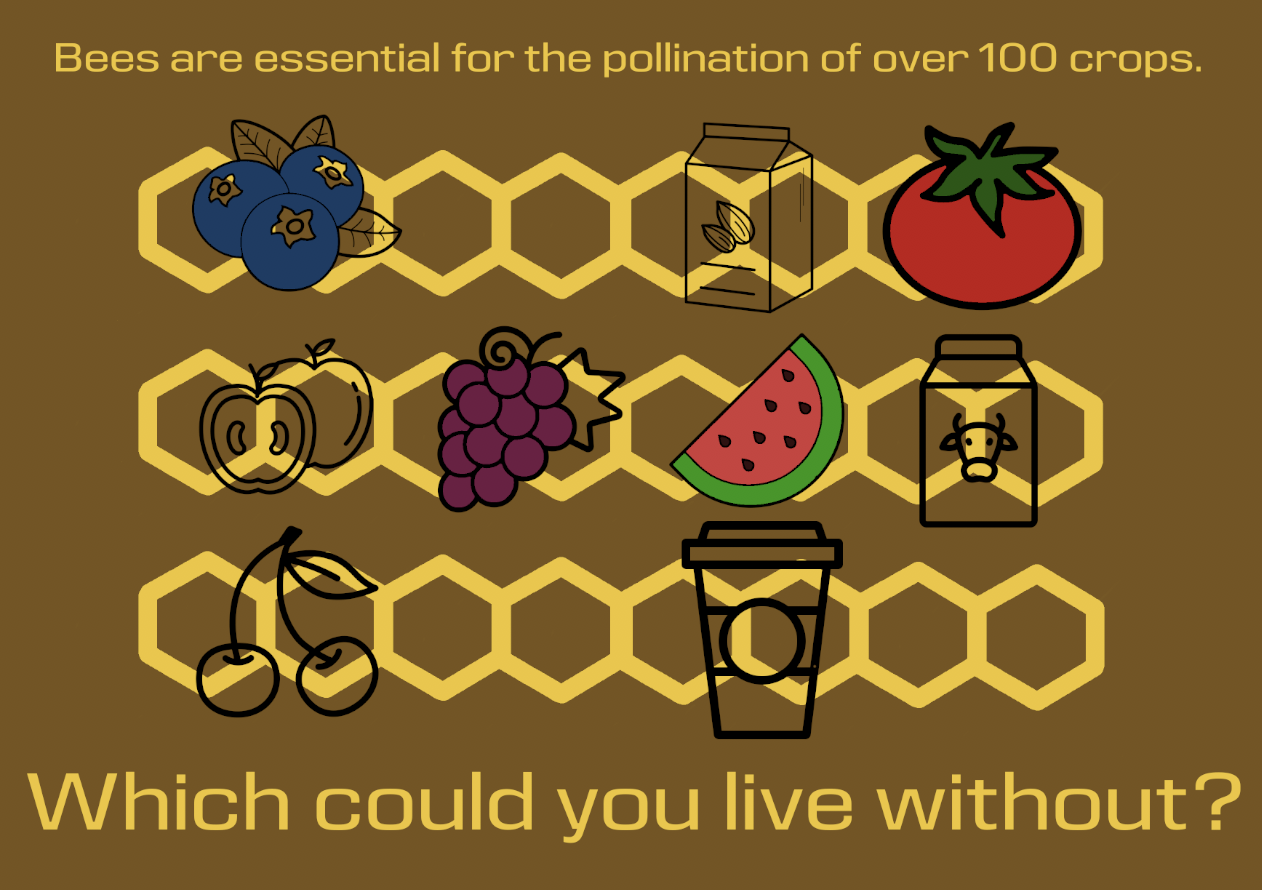 Bees are essential for the pollination of over 100 crops.
Which could you live without?